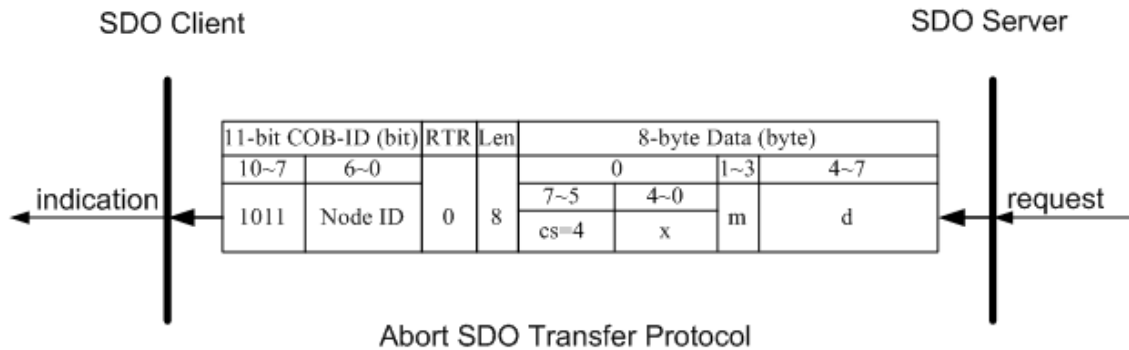 SDO Client SDO Server
11-bit COB-ID (bit) RTR Len 8-byte Data (byte)
10~7 6~0 0 1~3 4~7
indication 1011 Node ID 0 8 7~5 4~0 m d request
cs=4 x
Abort SDO Transfer Protocol